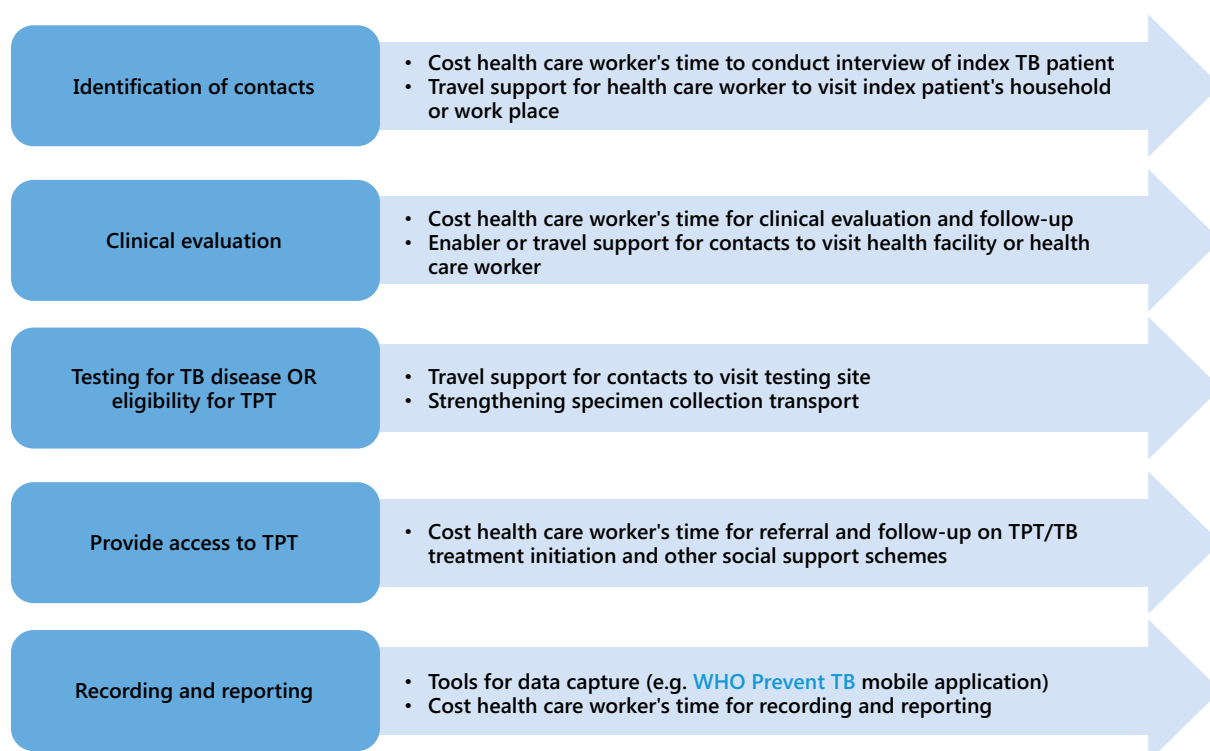 Identification of contacts
• Cost health care worker's time to conduct interview of index TB patient
• Travel support for health care worker to visit index patient's household
or work place
Clinical evaluation
• Cost health care worker's time for clinical evaluation and follow-up
• Enabler or travel support for contacts to visit health facility or health
care worker
Testing for TB disease OR
eligibility for TPT
• Travel support for contacts to visit testing site
• Strengthening specimen collection transport
Provide access to TPT
• Cost health care worker's time for referral and follow-up on TPT/TB
treatment initiation and other social support schemes
Recording and reporting
• Tools for data capture (e.g. WHO Prevent TB mobile application)
• Cost health care worker's time for recording and reporting